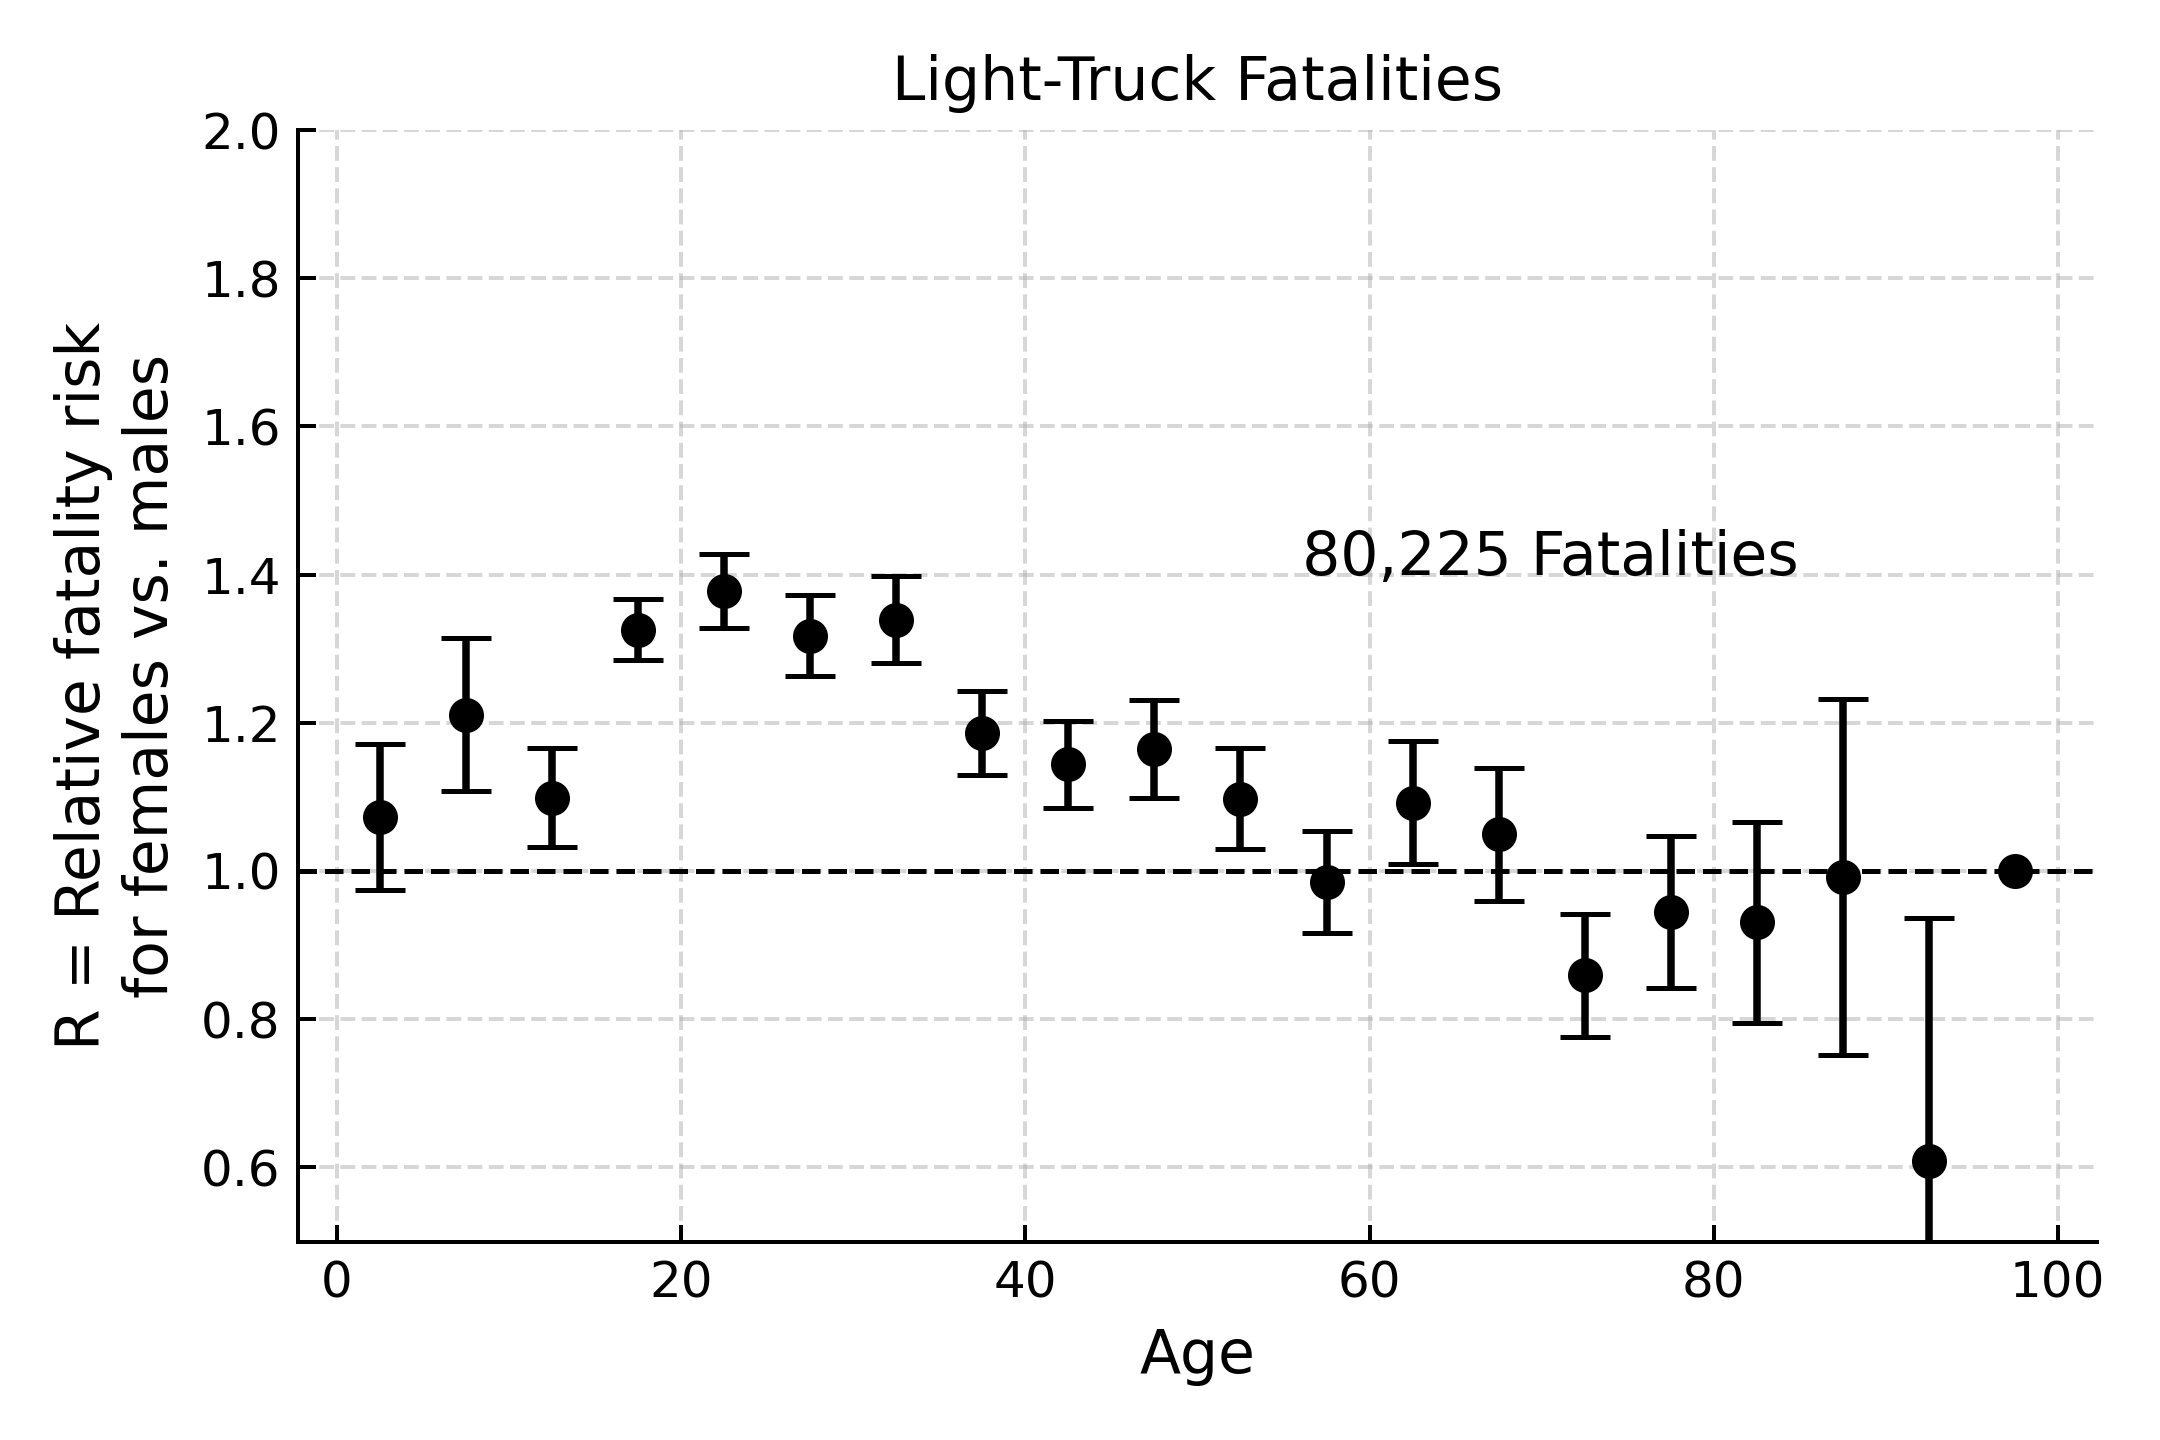 Light-Truck Fatalities
R = Relative fatality risk
for females vs. males
2.0
1.8
1.6
1.4
1.2
1.0
0.8
0.6
80,225 Fatalities
0 20 40 60 80 100
Age